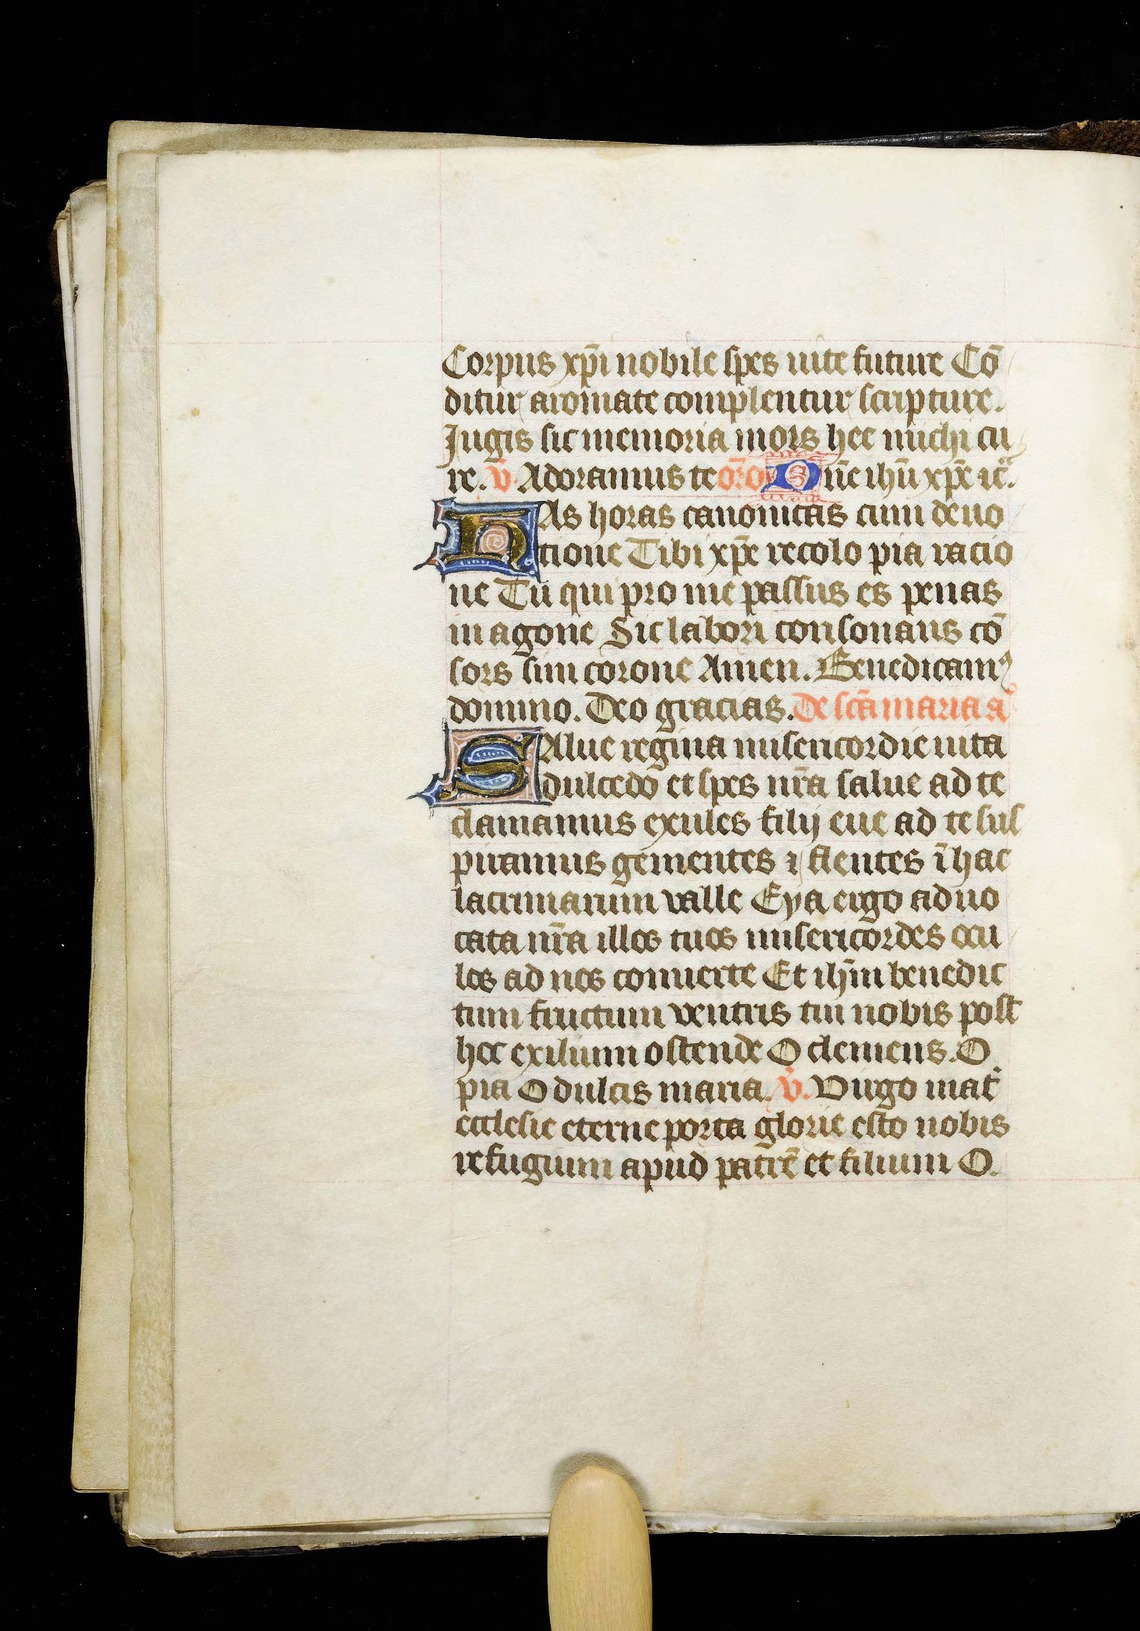 Corpus xp̄i nobile spes uite future Cō
ditur aromate complentur scripture.
Jugis sit memoria mors hec michi cu
re. v̄. Adoramus te or̄o Dn̄e ihū xp̄e ⁊c̄.
HAs horas canonicas cum deuo
tione Tibi xp̄e recolo pia racio
ne Tu qui pro me passus es penas
in agone Sic labori consonans cō
sors sim corone Amen. Benedicamꝰ
domino. Deo gracias. De scā maria aˢ
SAlue regina misericordie uita
dulcedo et spes nr̄a salue ad te
clamamus exules filij eue ad te sus
piramus gementes ⁊ flentes ī hac
lacrimarum valle Eya ergo aduo
cata nr̄a illos tuos misericordes ocu
los ad nos conuerte Et ihm̄ benedic
tum fructum ventris tui nobis post
hoc exilium ostende O clemens. O
pia O dulcis maria. v̄. Virgo mat̄
ecclesie eterne porta glorie esto nobis
refugium apud patrē et filium O.